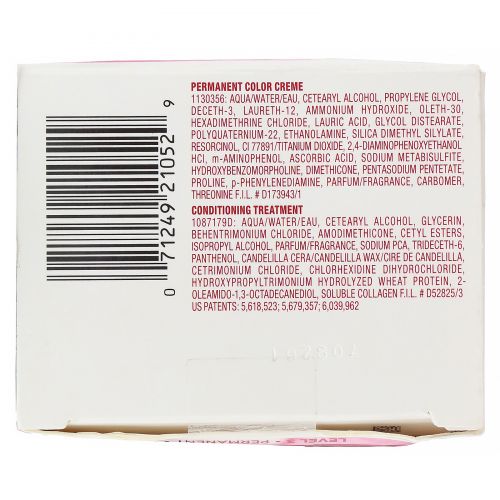 PERMANENT COLOR CREME
1130356: AQUA/WATER/EAU, CETEARYL ALCOHOL, PROPYLENE GLYCOL,
DECETH-3, LAURETH-12, AMMONIUM HYDROXIDE, OLETH-30,
HEXADIMETHRINE CHLORIDE, LAURIC ACID, GLYCOL DISTEARATE,
POLYQUATERNIUM-22, ETHANOLAMINE, SILICA DIMETHYL SILYLATE,
RESORCINOL, CI 77891/TITANIUM DIOXIDE, 2,4-DIAMINOPHENOXYETHANOL
HCl, m-AMINOPHENOL, ASCORBIC ACID, SODIUM METABISULFITE,
HYDROXYBENZOMORPHOLINE, DIMETHICONE, PENTASODIUM PENTETATE,
PROLINE, p-PHENYLENEDIAMINE, PARFUM/FRAGRANCE, CARBOMER,
THREONINE F.I.L. # D173943/1
CONDITIONING TREATMENT
1087179D: AQUA/WATER/EAU, CETEARYL ALCOHOL, GLYCERIN,
BEHENTRIMONIUM CHLORIDE, AMODIMETHICONE, CETYL ESTERS,
ISOPROPYL ALCOHOL, PARFUM/FRAGRANCE, SODIUM PCA, TRIDECETH-6,
PANTHENOL, CANDELILLA CERA/CANDELILLA WAX/CIRE DE CANDELILLA,
CETRIMONIUM CHLORIDE, CHLORHEXIDINE DIHYDROCHLORIDE,
HYDROXYPROPYLTRIMONIUM HYDROLYZED WHEAT PROTEIN, 2-
OLEAMIDO-1,3-OCTADECANEDIOL, SOLUBLE COLLAGEN F.I.L. # D52825/3
US PATENTS: 5,618,523; 5,679,357; 6,039,962
0 71249 21052 9
LEVEL 3 • PERMANENT